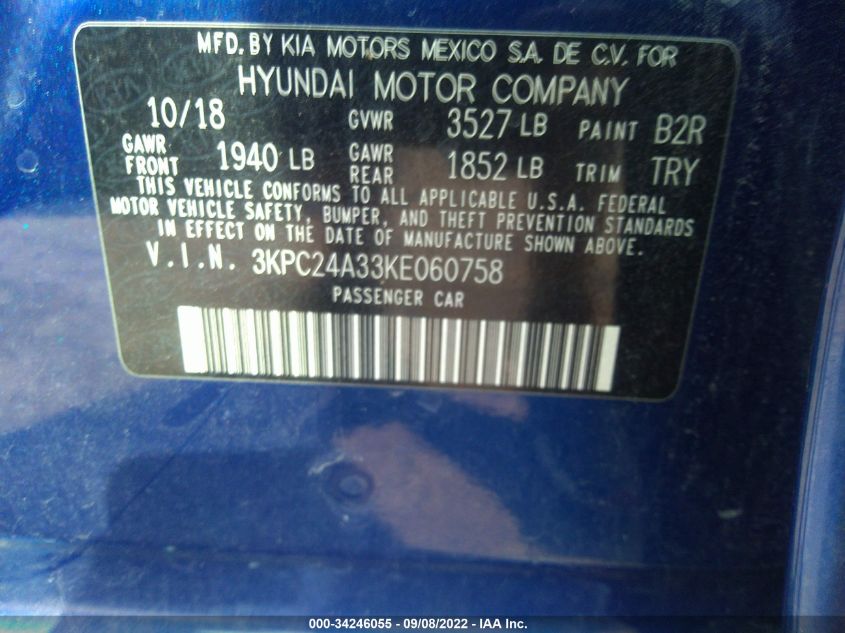 MFD. BY KIA MOTORS MEXICO S.A. DE C.V. FOR
HYUNDAI MOTOR COMPANY
10/18 GVWR 3527 LB PAINT B2R
GAWR FRONT 1940 LB GAWR REAR 1852 LB TRIM TRY
THIS VEHICLE CONFORMS TO ALL APPLICABLE U.S.A. FEDERAL
MOTOR VEHICLE SAFETY, BUMPER, AND THEFT PREVENTION STANDARDS
IN EFFECT ON THE DATE OF MANUFACTURE SHOWN ABOVE.
V.I.N. 3KPC24A33KE060758
PASSENGER CAR
000-34246055 - 09/08/2022 - IAA Inc.